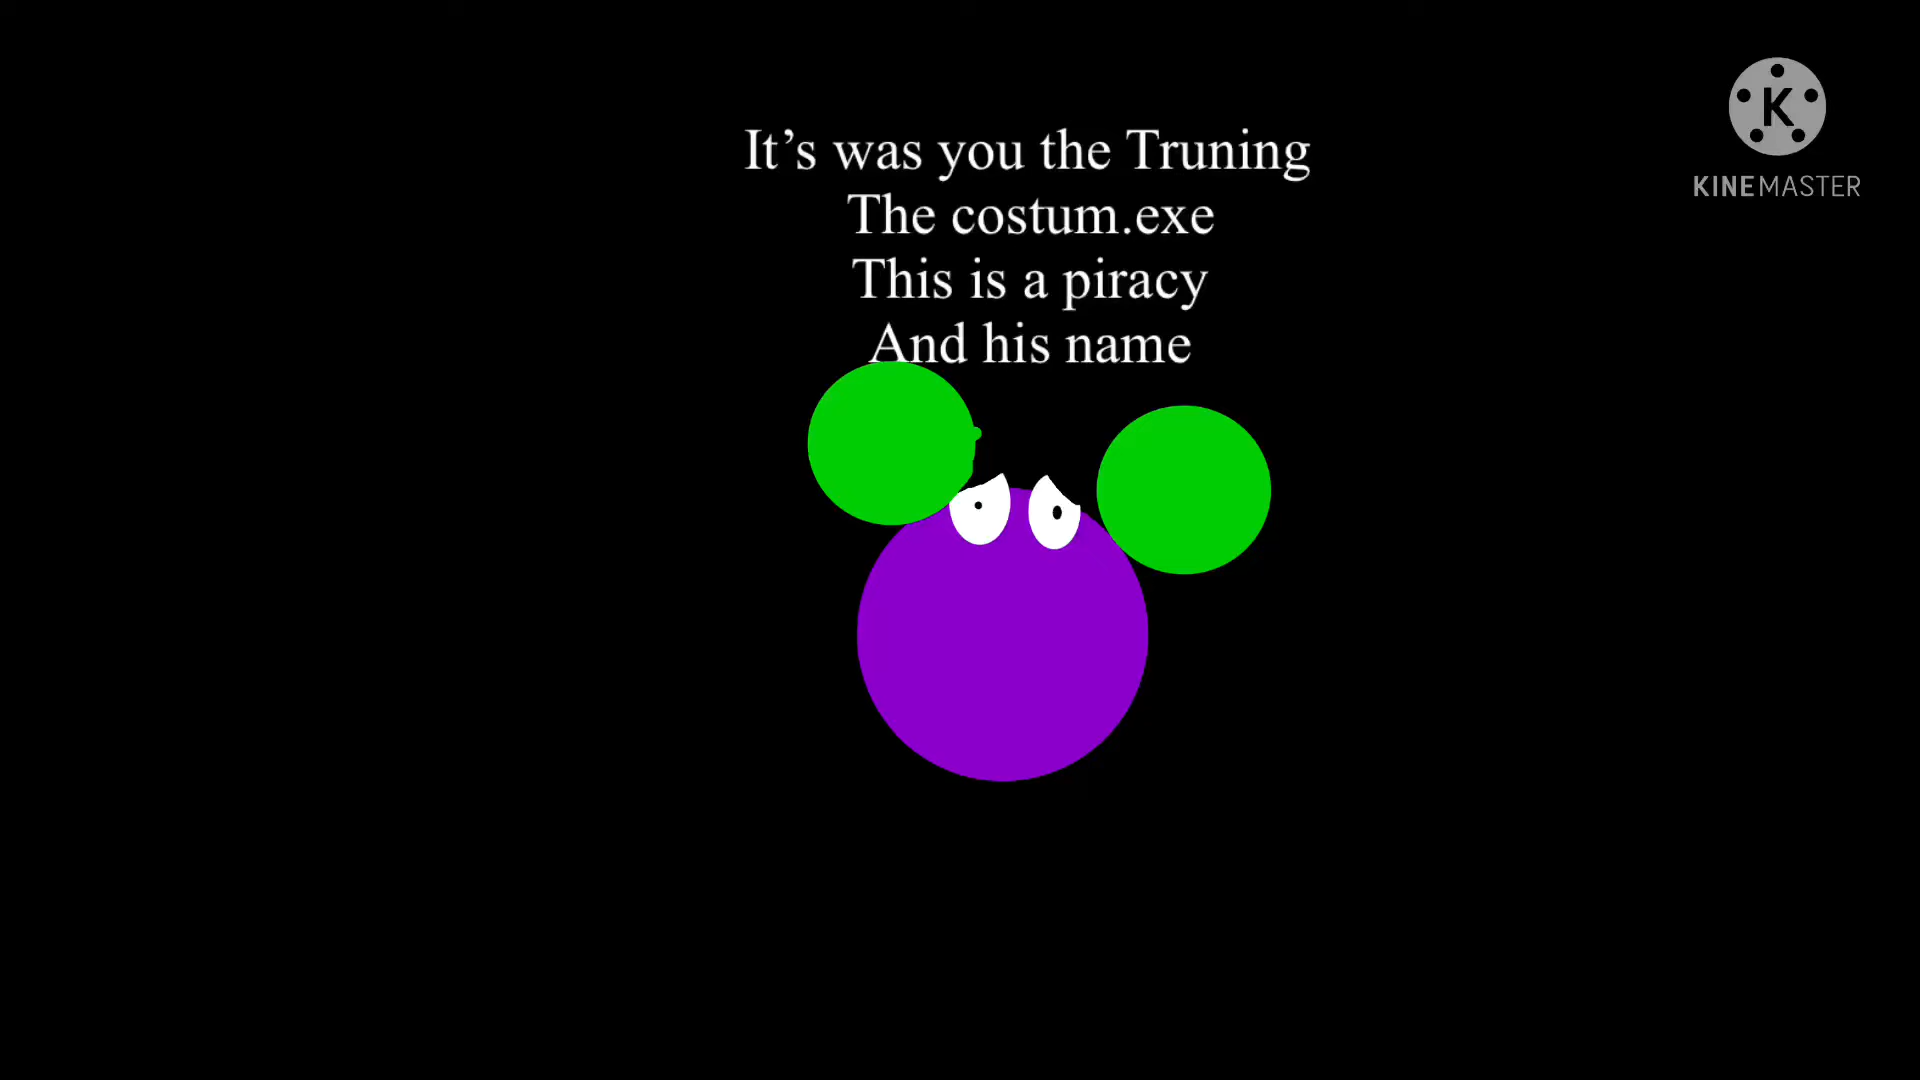 It’s was you the Truning
The costum.exe
This is a piracy
And his name
K
KINEMASTER